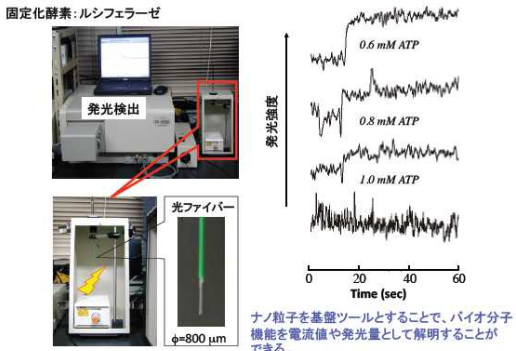 固定化酵素:ルシフェラーゼ
発光検出
光ファイバー
φ=800 μm
発光強度
0.6 mM ATP
0.8 mM ATP
1.0 mM ATP
0 20 40 60
Time (sec)
ナノ粒子を基盤ツールとすることで、バイオ分子
機能を電流値や発光量として解明することが
できる。